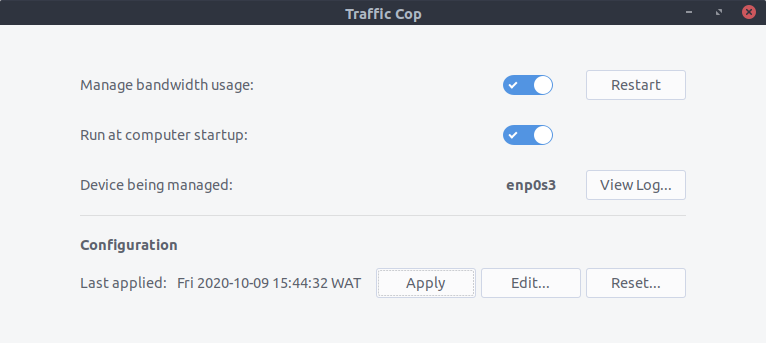 Traffic Cop
Manage bandwidth usage: Restart
Run at computer startup:
Device being managed: enp0s3 View Log...
Configuration
Last applied: Fri 2020-10-09 15:44:32 WAT Apply Edit... Reset...